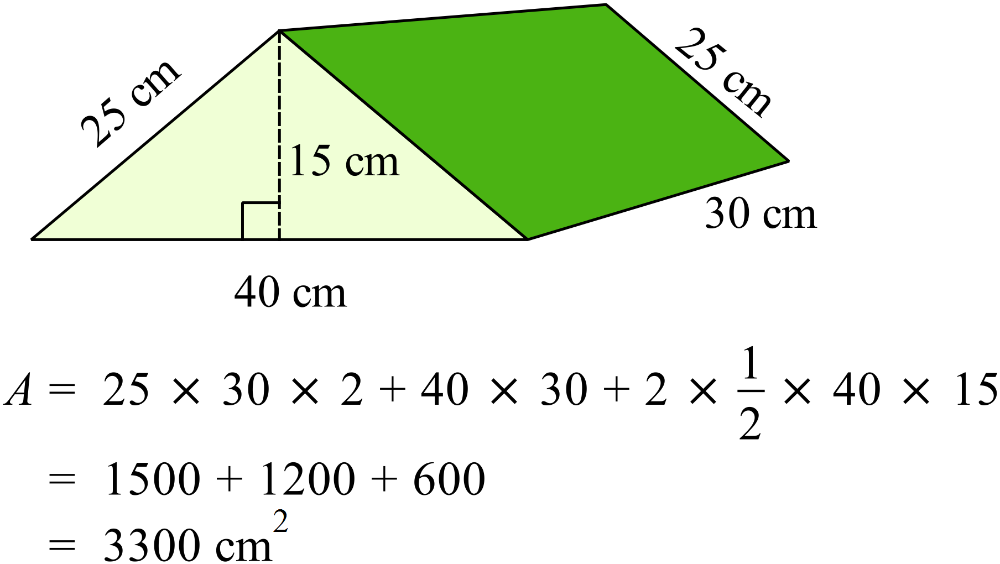 25 cm
25 cm
15 cm
30 cm
40 cm
A = 25 × 30 × 2 + 40 × 30 + 2 × 1/2 × 40 × 15
= 1500 + 1200 + 600
= 3300 cm²